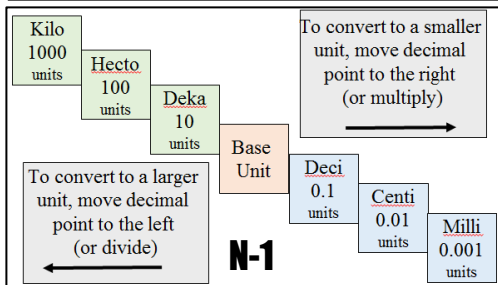 Kilo
1000
units
Hecto
100
units
Deka
10
units
Base
Unit
Deci
0.1
units
Centi
0.01
units
Milli
0.001
units
To convert to a smaller
unit, move decimal
point to the right
(or multiply)
To convert to a larger
unit, move decimal
point to the left
(or divide)
N-1